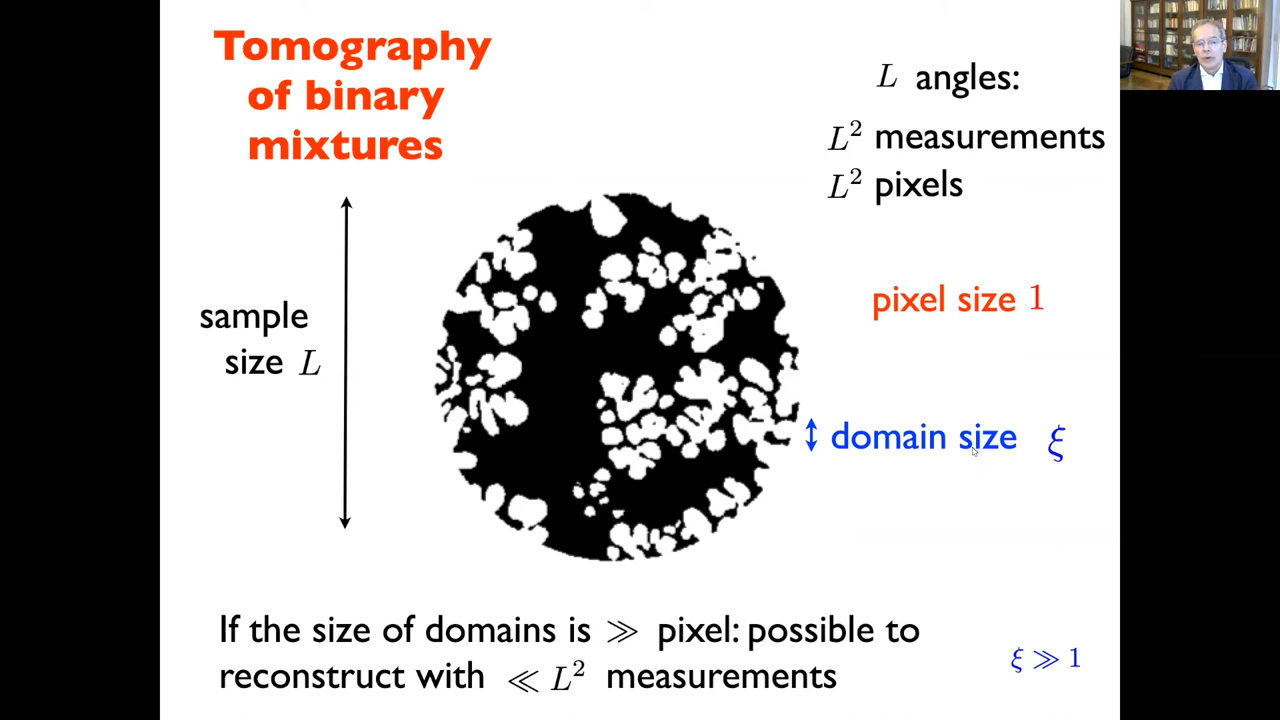 Tomography
of binary
mixtures
L angles:
L² measurements
L² pixels
pixel size 1
sample
size L
domain size ξ
If the size of domains is ≫ pixel: possible to
reconstruct with ≪ L² measurements
ξ ≫ 1